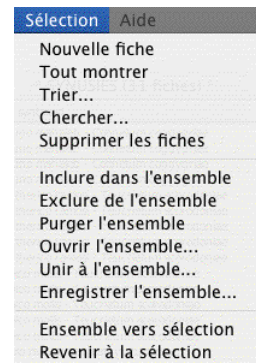 Sélection Aide
Nouvelle fiche
Tout montrer
Trier...
Chercher...
Supprimer les fiches
Inclure dans l'ensemble
Exclure de l'ensemble
Purger l'ensemble
Ouvrir l'ensemble...
Unir à l'ensemble...
Enregistrer l'ensemble...
Ensemble vers sélection
Revenir à la sélection